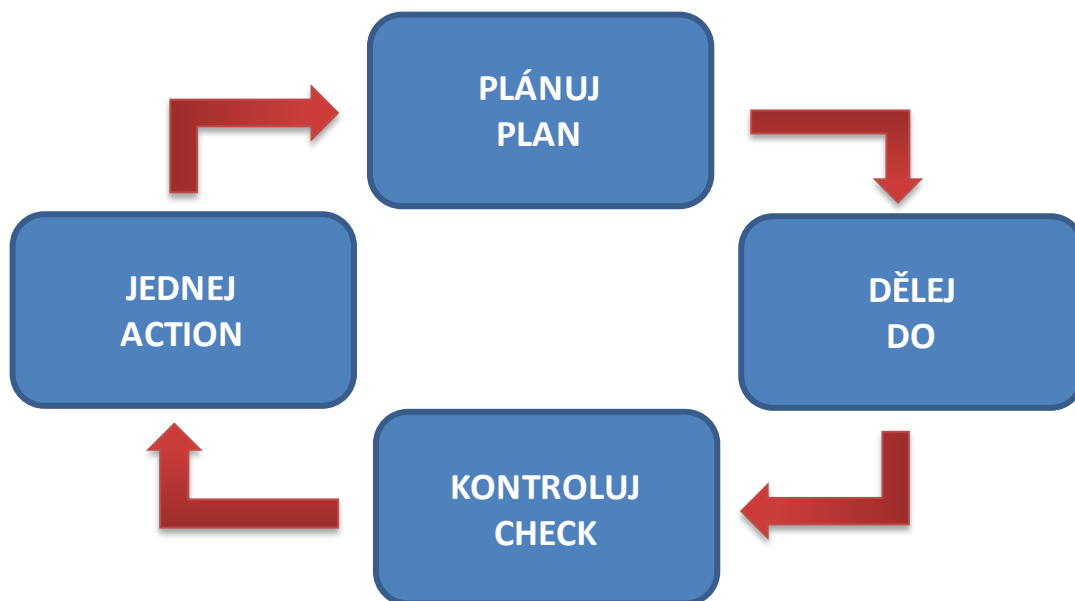 PLÁNUJ
PLAN
DĚLEJ
DO
KONTROLUJ
CHECK
JEDNEJ
ACTION